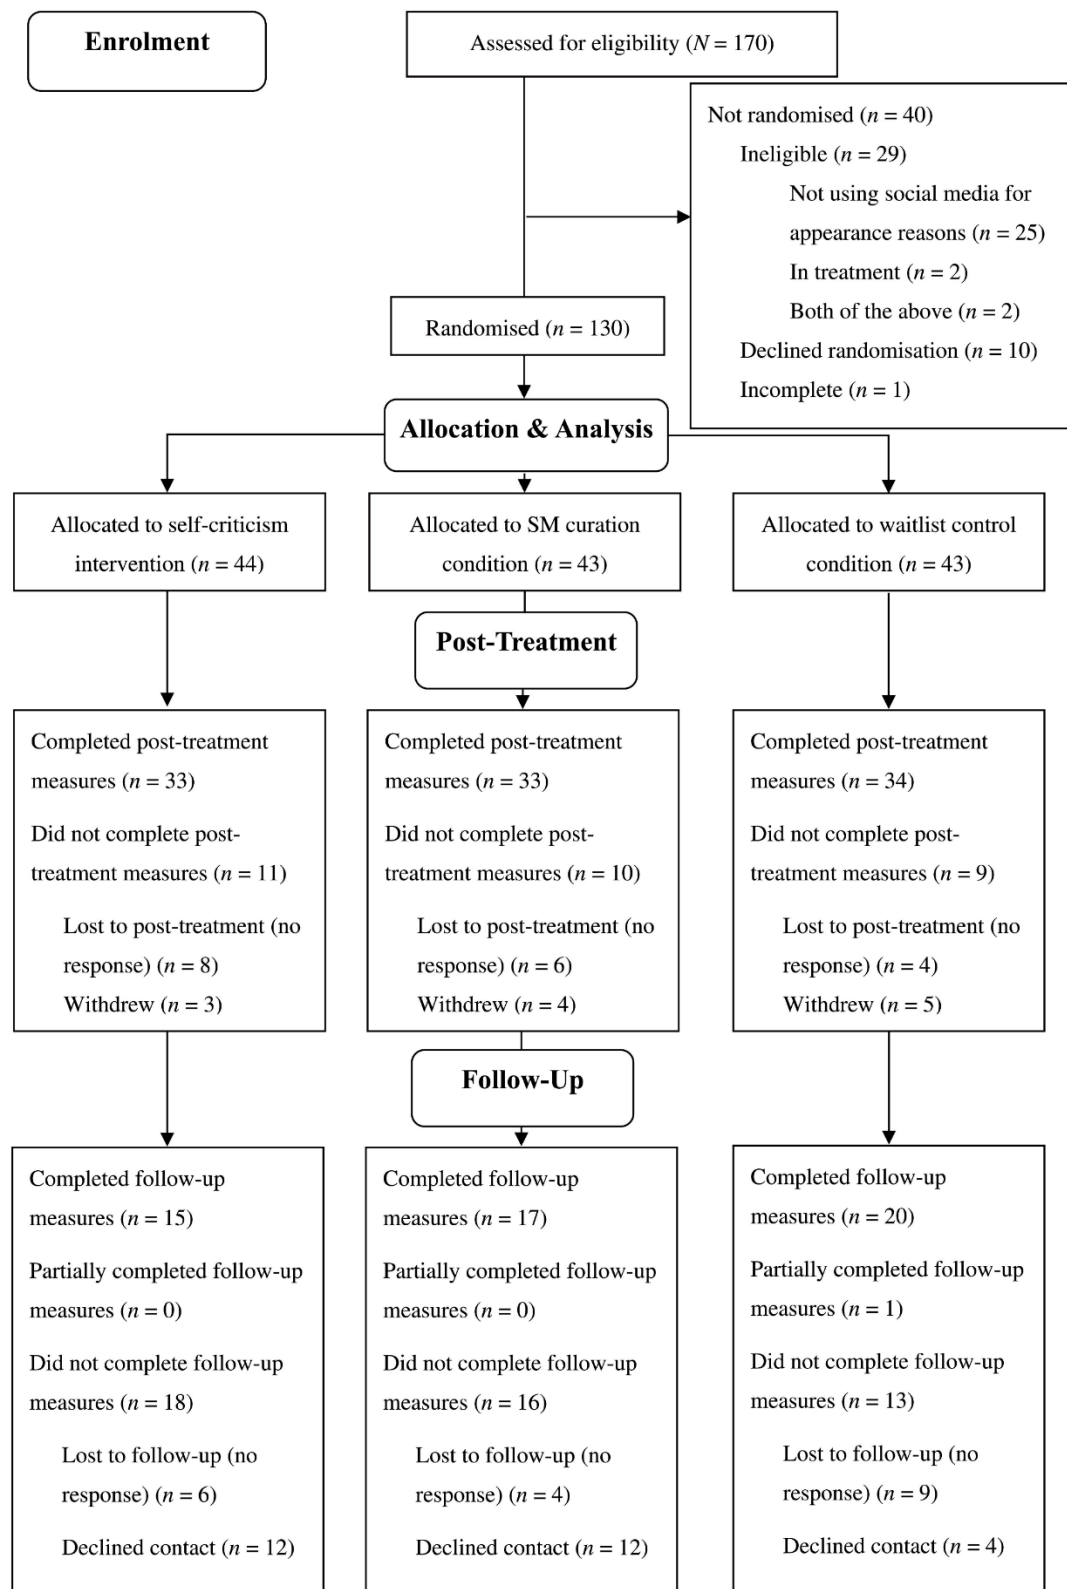 Enrolment
Assessed for eligibility (N = 170)
Not randomised (n = 40)
Ineligible (n = 29)
Not using social media for
appearance reasons (n = 25)
In treatment (n = 2)
Both of the above (n = 2)
Declined randomisation (n = 10)
Incomplete (n = 1)
Randomised (n = 130)
Allocation & Analysis
Allocated to self-criticism
intervention (n = 44)
Allocated to SM curation
condition (n = 43)
Allocated to waitlist control
condition (n = 43)
Post-Treatment
Completed post-treatment
measures (n = 33)
Did not complete post-
treatment measures (n = 11)
Lost to post-treatment (no
response) (n = 8)
Withdrew (n = 3)
Completed post-treatment
measures (n = 33)
Did not complete post-
treatment measures (n = 10)
Lost to post-treatment (no
response) (n = 6)
Withdrew (n = 4)
Completed post-treatment
measures (n = 34)
Did not complete post-
treatment measures (n = 9)
Lost to post-treatment (no
response) (n = 4)
Withdrew (n = 5)
Follow-Up
Completed follow-up
measures (n = 15)
Partially completed follow-up
measures (n = 0)
Did not complete follow-up
measures (n = 18)
Lost to follow-up (no
response) (n = 6)
Declined contact (n = 12)
Completed follow-up
measures (n = 17)
Partially completed follow-up
measures (n = 0)
Did not complete follow-up
measures (n = 16)
Lost to follow-up (no
response) (n = 4)
Declined contact (n = 12)
Completed follow-up
measures (n = 20)
Partially completed follow-up
measures (n = 1)
Did not complete follow-up
measures (n = 13)
Lost to follow-up (no
response) (n = 9)
Declined contact (n = 4)